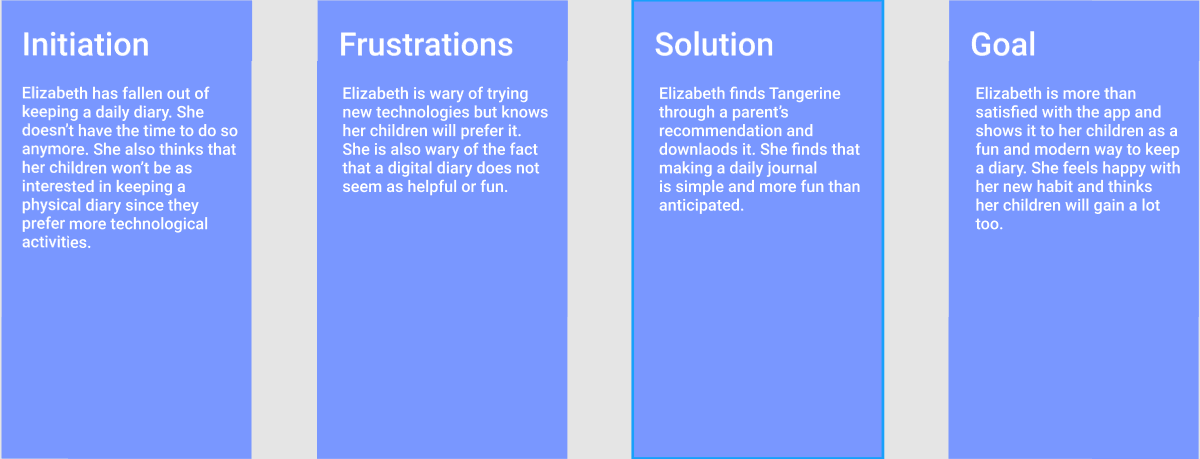 Initiation
Elizabeth has fallen out of
keeping a daily diary. She
doesn't have the time to do so
anymore. She also thinks that
her children won't be as
interested in keeping a
physical diary since they
prefer more technological
activities.
Frustrations
Elizabeth is wary of trying
new technologies but knows
her children will prefer it.
She is also wary of the fact
that a digital diary does not
seem as helpful or fun.
Solution
Elizabeth finds Tangerine
through a parent's
recommendation and
downlaods it. She finds that
making a daily journal
is simple and more fun than
anticipated.
Goal
Elizabeth is more than
satisfied with the app and
shows it to her children as a
fun and modern way to keep
a diary. She feels happy with
her new habit and thinks
her children will gain a lot
too.